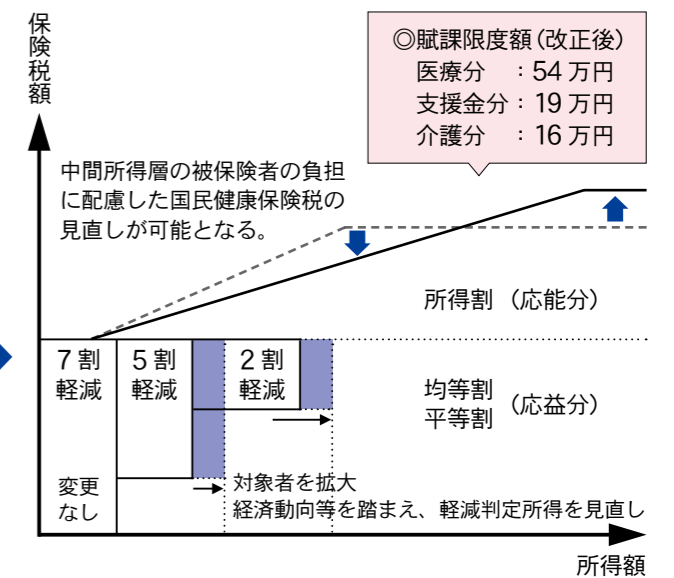 保険税額
◎賦課限度額(改正後)
医療分 :54万円
支援金分:19万円
介護分 :16万円
中間所得層の被保険者の負担
に配慮した国民健康保険税の
見直しが可能となる。
所得割(応能分)
7割
軽減
5割
軽減
2割
軽減
均等割
平等割
(応益分)
変更
なし
対象者を拡大
経済動向等を踏まえ、軽減判定所得を見直し
所得額